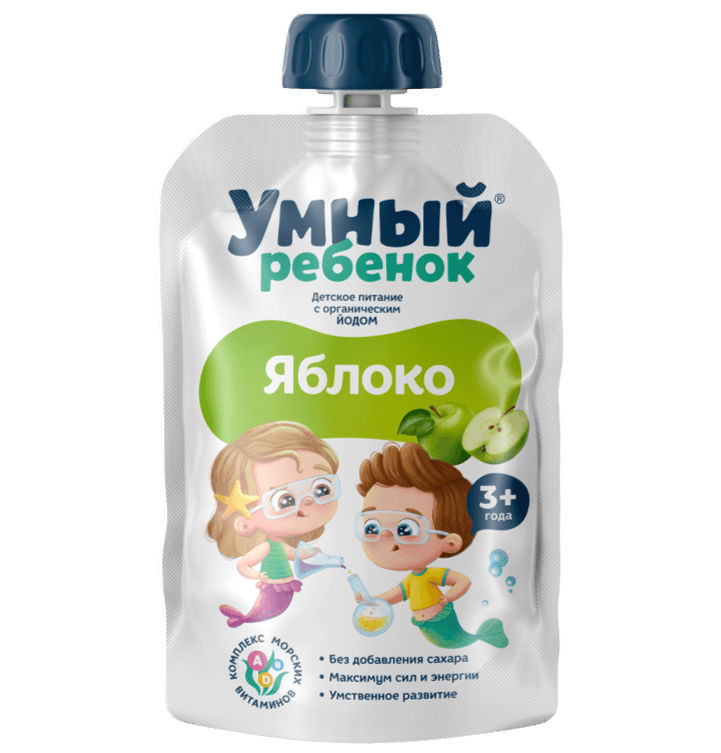 Умный®
ребенок
Детское питание
с органическим
ЙОДОМ
Яблоко
3+
года
КОМПЛЕКС МОРСКИХ
ВИТАМИНОВ
A B
D
• Без добавления сахара
• Максимум сил и энергии
• Умственное развитие